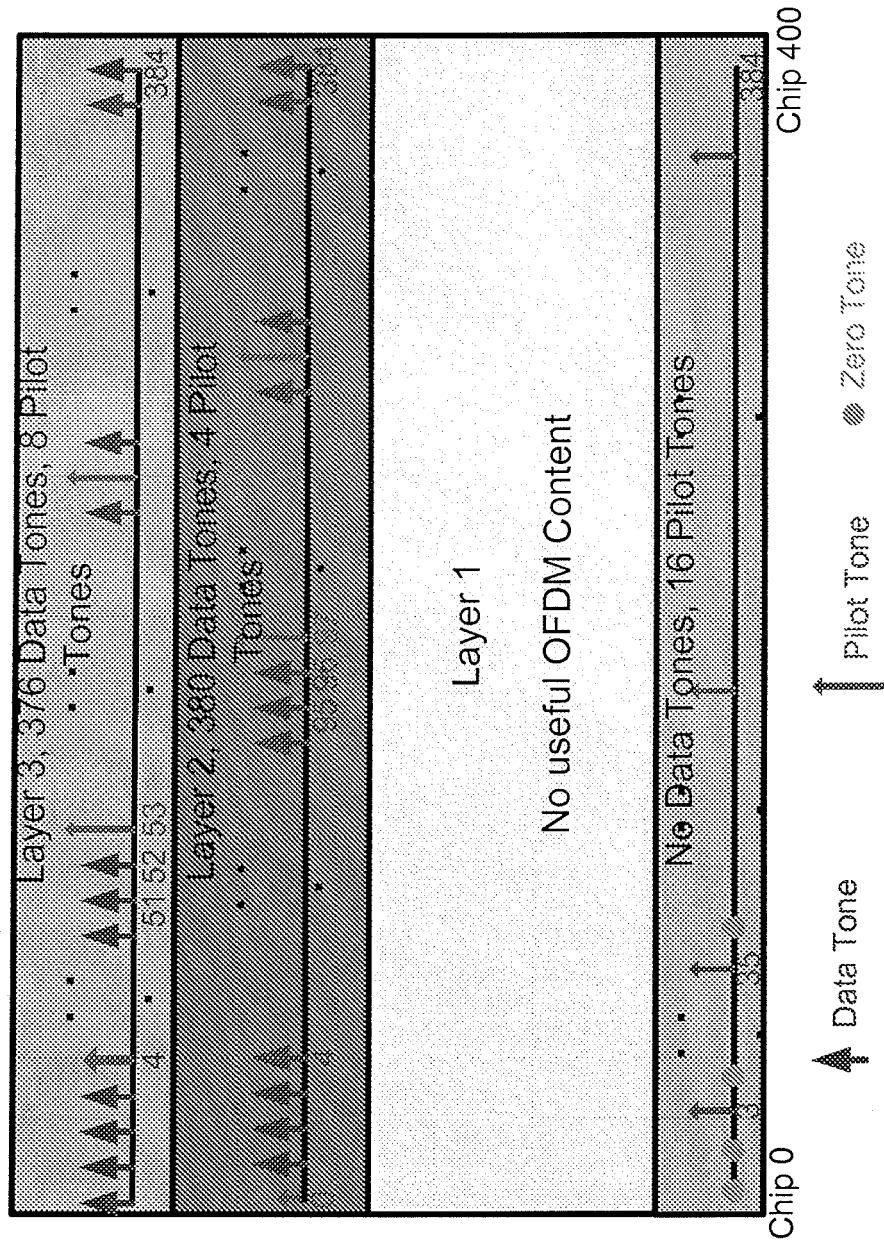 Layer 3, 376 Data Tones, 8 Pilot
Tones
4
51 52 53
384
Layer 2, 380 Data Tones, 4 Pilot
Tones
4
Layer 1
No useful OFDM Content
No Data Tones, 16 Pilot Tones
3
35
384
Chip 0
Chip 400
Data Tone
Pilot Tone
Zero Tone